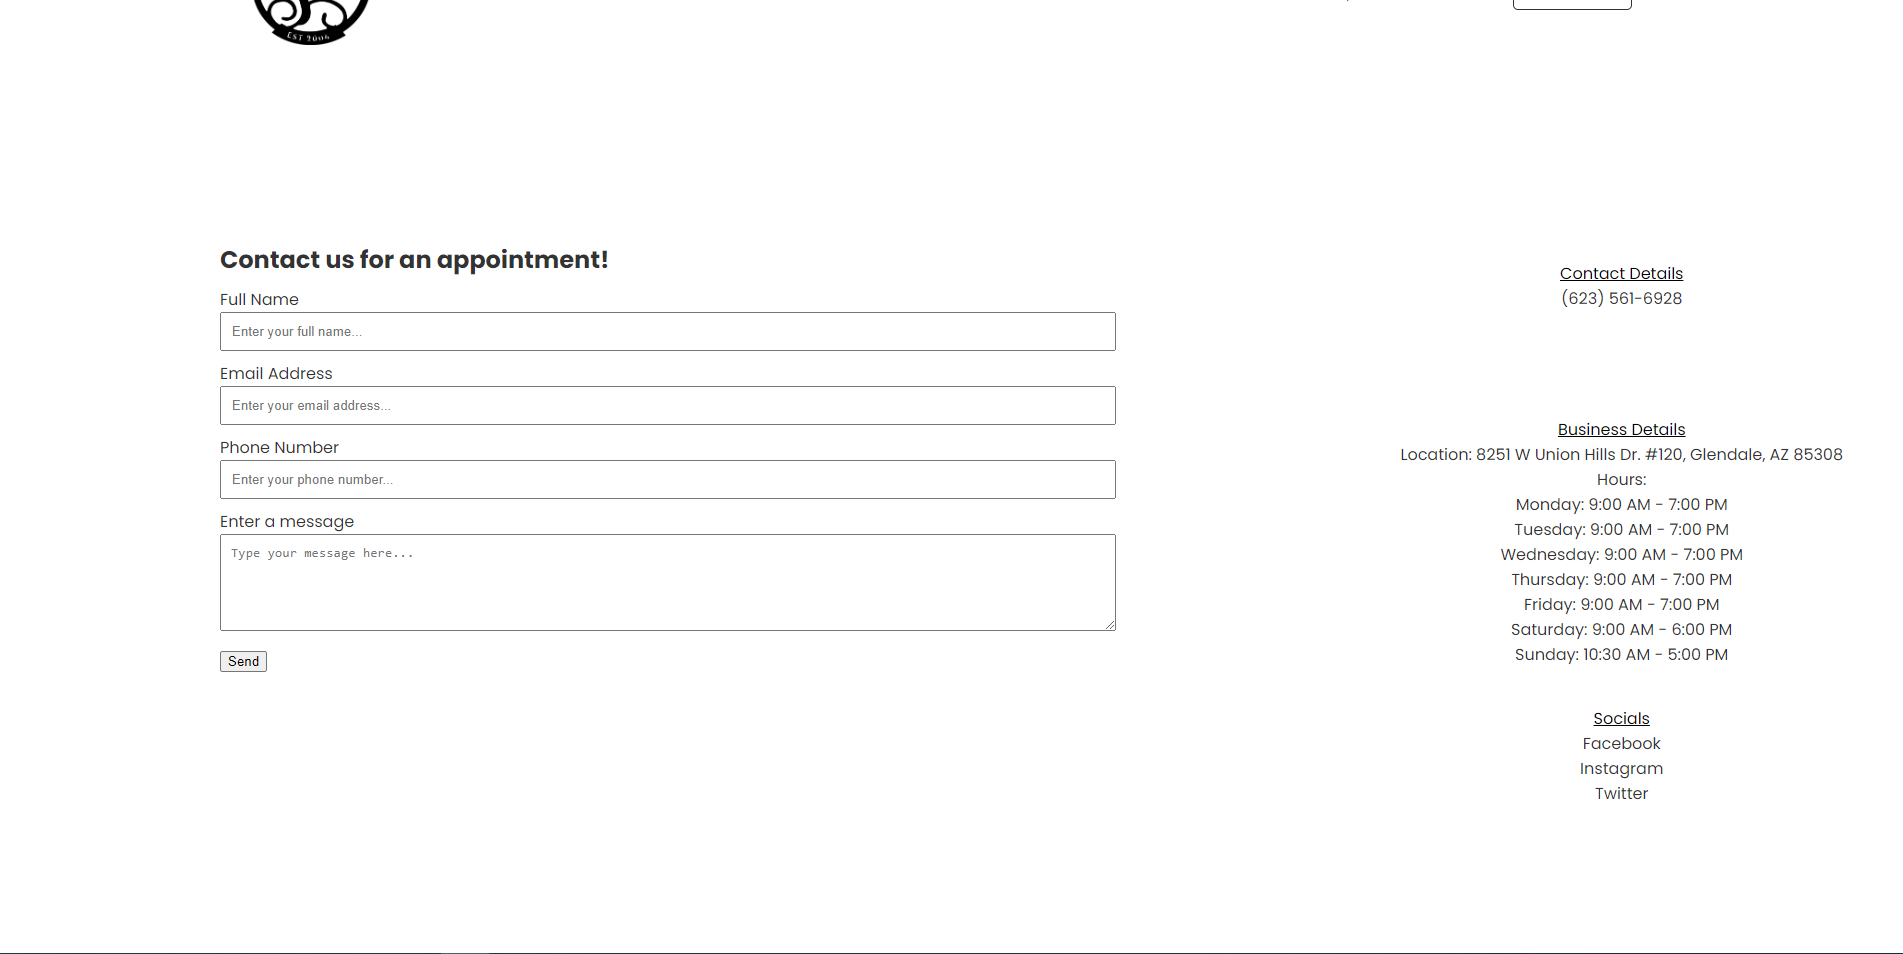 EST 2004
Contact us for an appointment!
Full Name
Enter your full name...
Email Address
Enter your email address...
Phone Number
Enter your phone number...
Enter a message
Type your message here...
Send
Contact Details
(623) 561-6928
Business Details
Location: 8251 W Union Hills Dr. #120, Glendale, AZ 85308
Hours:
Monday: 9:00 AM - 7:00 PM
Tuesday: 9:00 AM - 7:00 PM
Wednesday: 9:00 AM - 7:00 PM
Thursday: 9:00 AM - 7:00 PM
Friday: 9:00 AM - 7:00 PM
Saturday: 9:00 AM - 6:00 PM
Sunday: 10:30 AM - 5:00 PM
Socials
Facebook
Instagram
Twitter